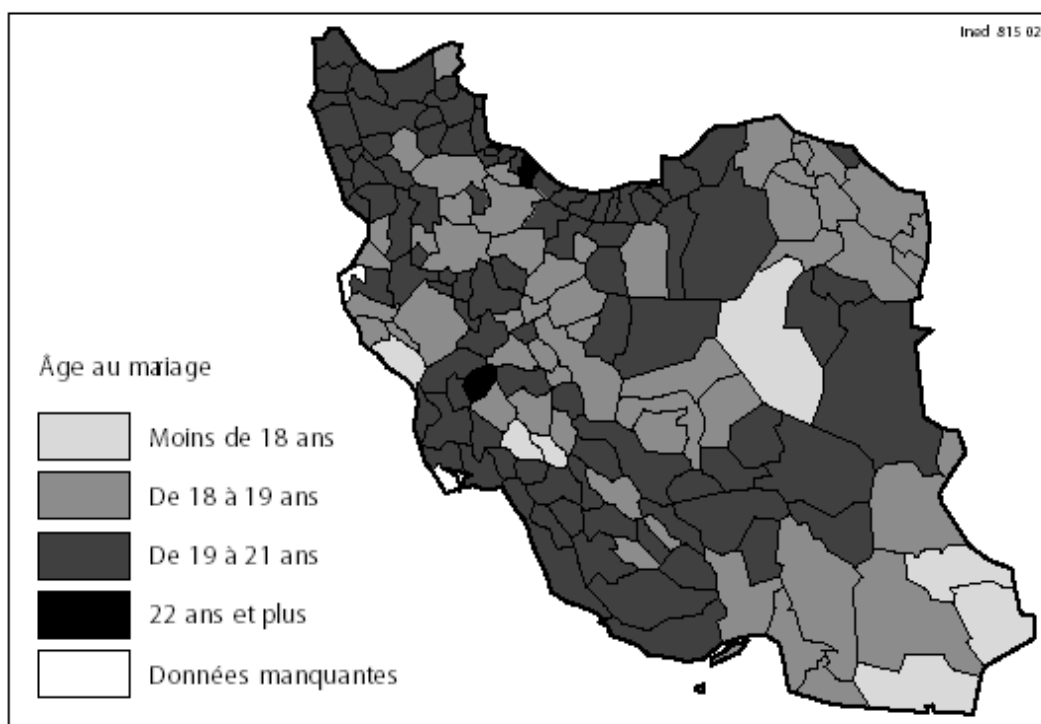 Ined 815 02
Âge au mariage
Moins de 18 ans
De 18 à 19 ans
De 19 à 21 ans
22 ans et plus
Données manquantes